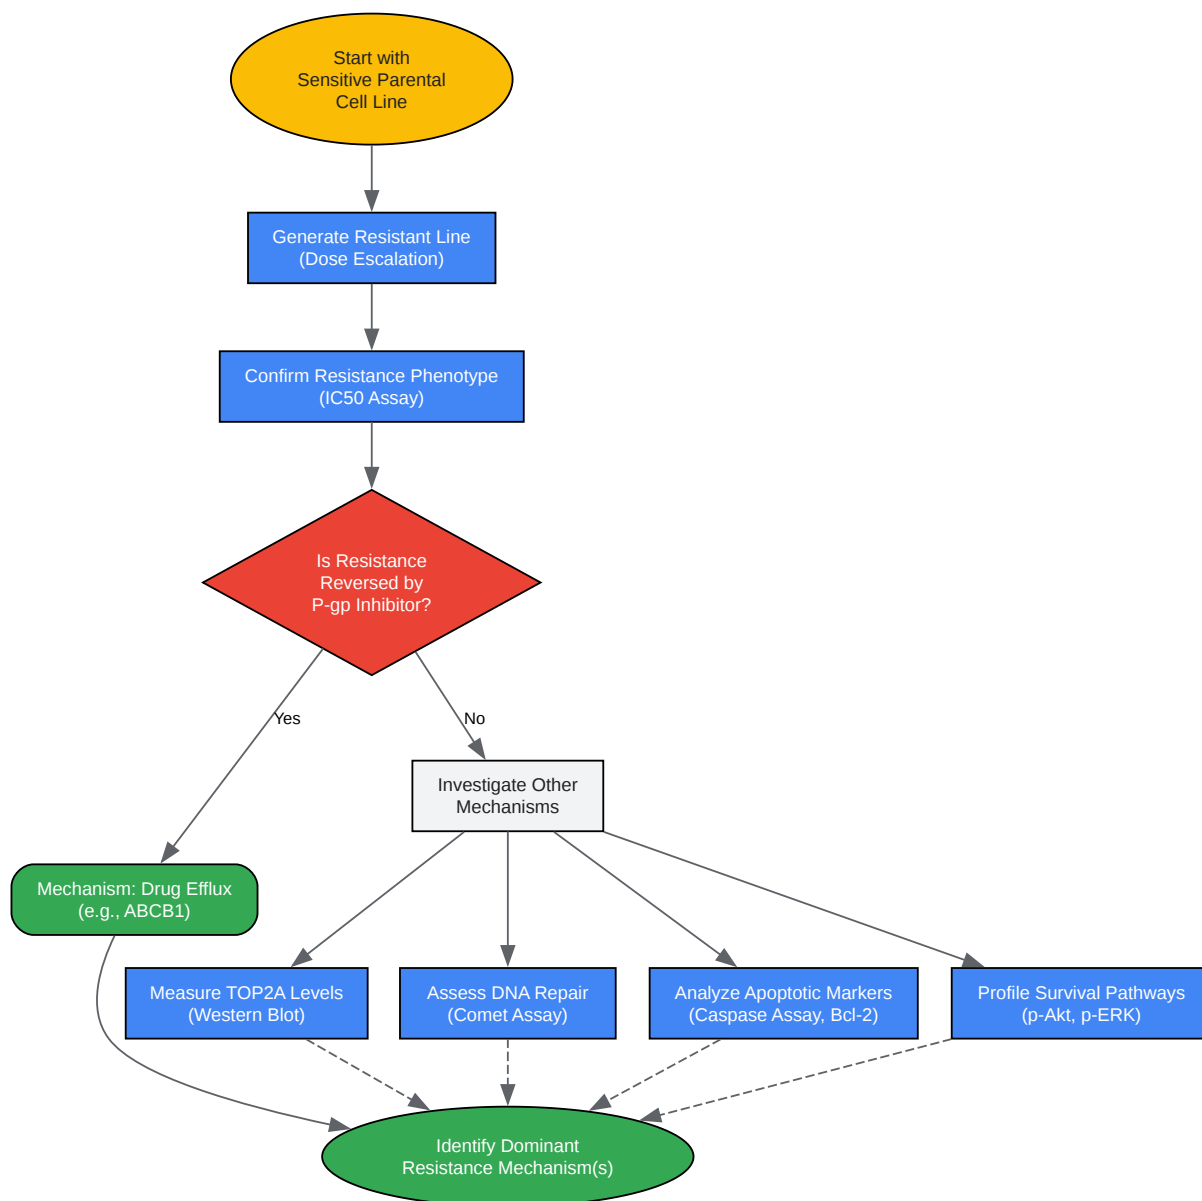 Start with
Sensitive Parental
Cell Line
Generate Resistant Line
(Dose Escalation)
Confirm Resistance Phenotype
(IC50 Assay)
Is Resistance
Reversed by
P-gp Inhibitor?
Yes
No
Investigate Other
Mechanisms
Mechanism: Drug Efflux
(e.g., ABCB1)
Measure TOP2A Levels
(Western Blot)
Assess DNA Repair
(Comet Assay)
Analyze Apoptotic Markers
(Caspase Assay, Bcl-2)
Profile Survival Pathways
(p-Akt, p-ERK)
Identify Dominant
Resistance Mechanism(s)